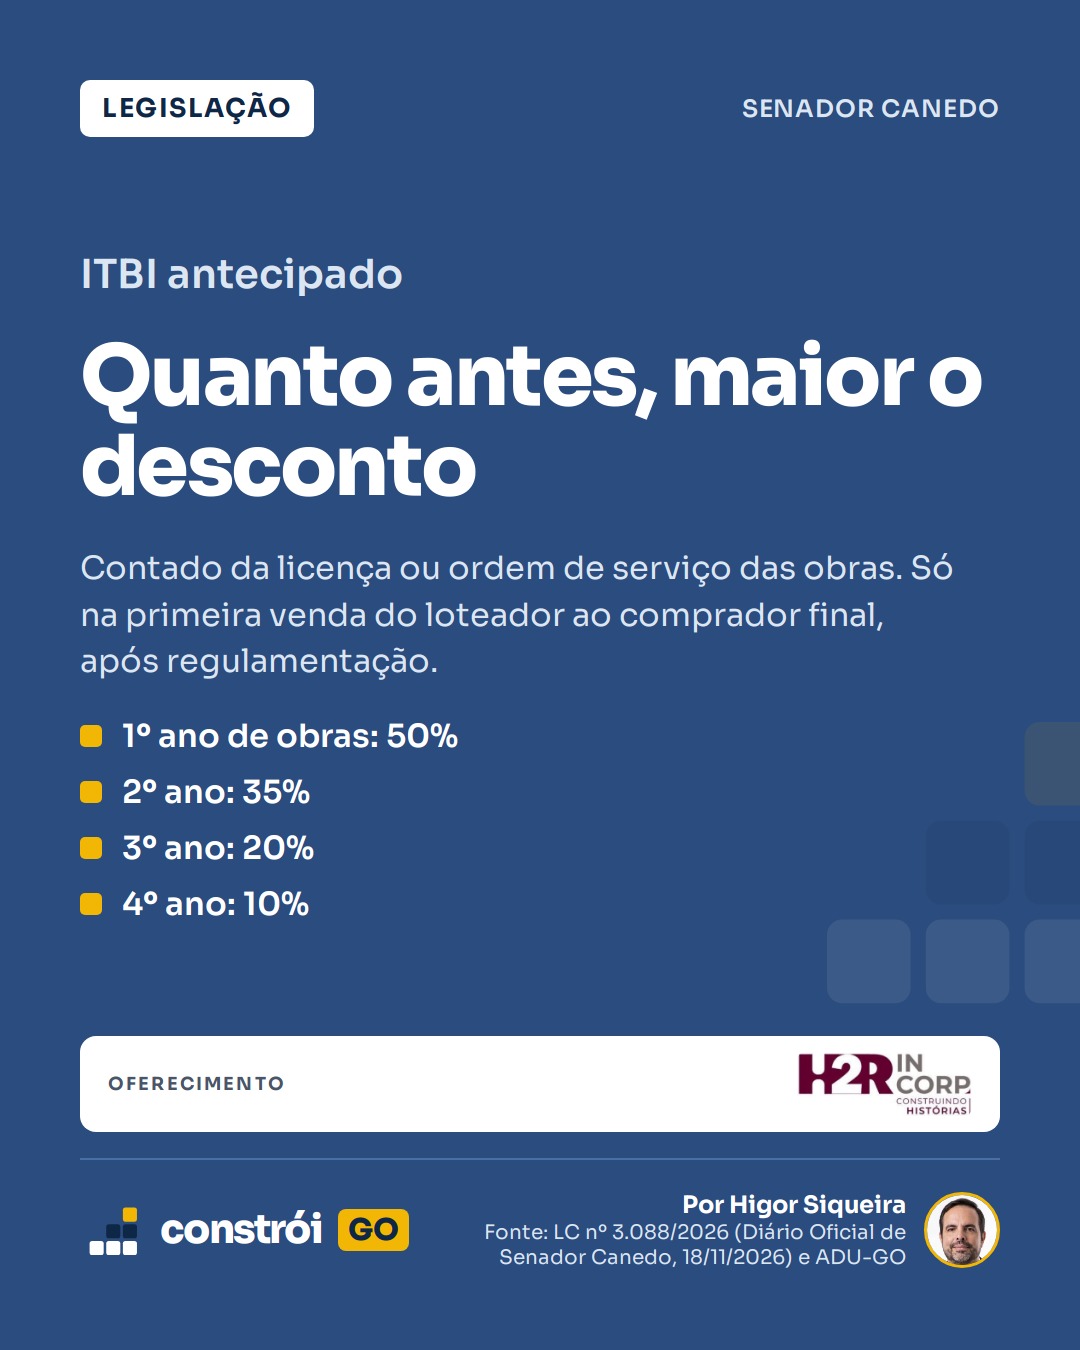 LEGISLAÇÃO
SENADOR CANEDO
ITBI antecipado
Quanto antes, maior o
desconto
Contado da licença ou ordem de serviço das obras. Só
na primeira venda do loteador ao comprador final,
após regulamentação.
1º ano de obras: 50%
2º ano: 35%
3º ano: 20%
4º ano: 10%
OFERECIMENTO
H2R IN
CORP.
CONSTRUINDO
HISTÓRIAS
constrói GO
Por Higor Siqueira
Fonte: LC nº 3.088/2026 (Diário Oficial de
Senador Canedo, 18/11/2026) e ADU-GO